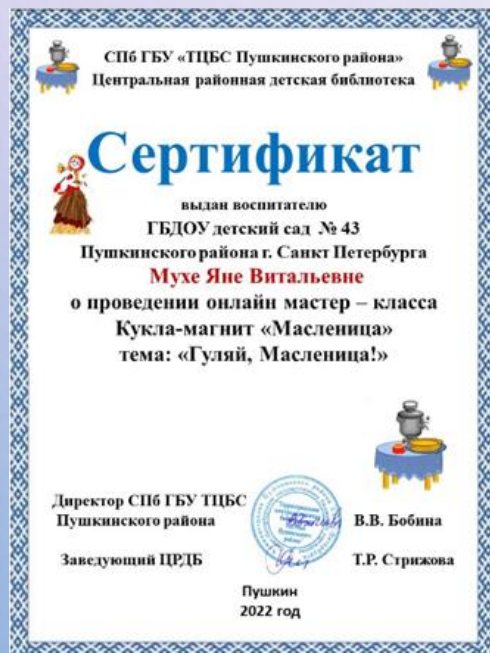 СПб ГБУ «ТЦБС Пушкинского района»
Центральная районная детская библиотека
Сертификат
выдан воспитателю
ГБДОУ детский сад № 43
Пушкинского района г. Санкт Петербурга
Мухе Яне Витальевне
о проведении онлайн мастер – класса
Кукла-магнит «Масленица»
тема: «Гуляй, Масленица!»
Директор СПб ГБУ ТЦБС
Пушкинского района В.В. Бобина
Заведующий ЦРДБ Т.Р. Стрижова
Пушкин
2022 год